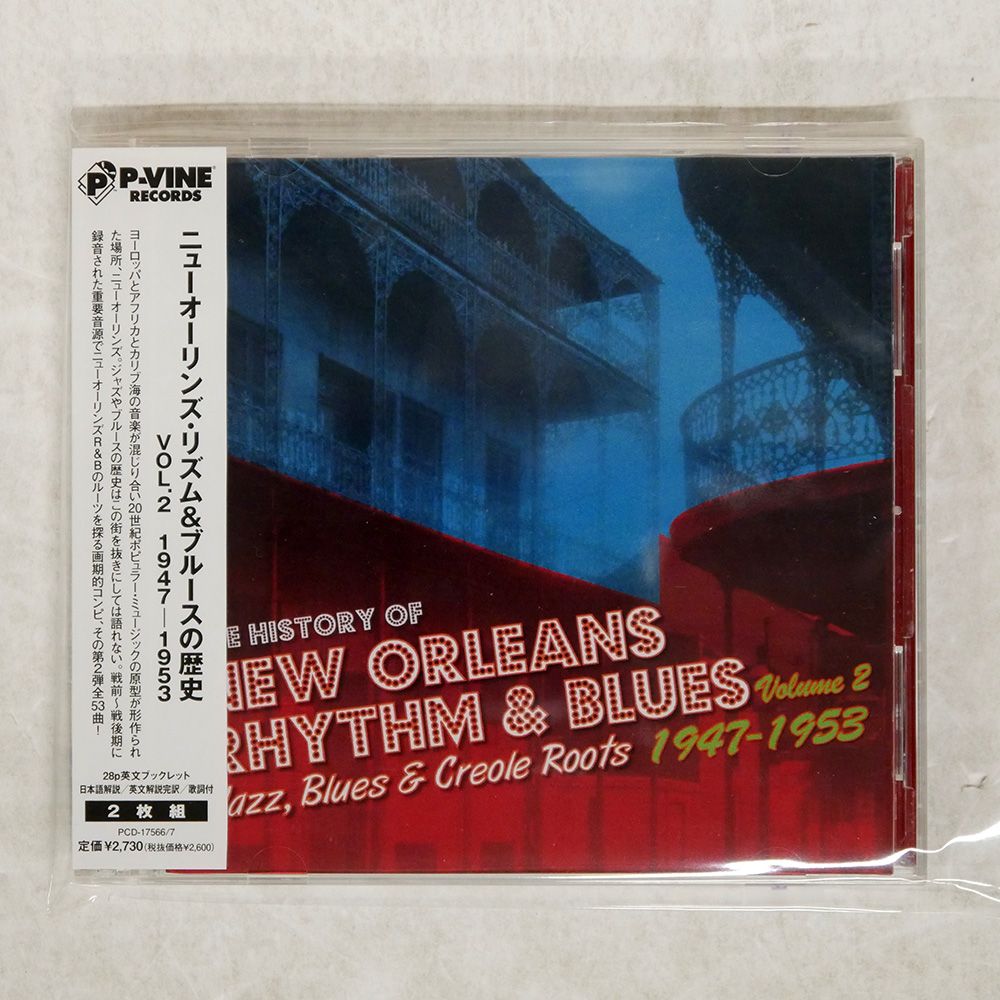 P
P-VINE®
RECORDS
ニューオーリンズ・リズム&ブルースの歴史
VOL.2 1947―1953
ヨーロッパとアフリカとカリブ海の音楽が混じり合い20世紀ポピュラー・ミュージックの原型が形作られ
た場所、ニューオーリンズ。ジャズやブルースの歴史はこの街を抜きにしては語れない。戦前〜戦後期に
録音された重要音源でニューオーリンズR&Bのルーツを探る画期的コンピ、その第2弾全53曲!
28p英文ブックレット
日本語解説/英文解説完訳/歌詞付
2枚組
PCD-17566/7
定価¥2,730(税抜価格¥2,600)
E HISTORY OF
NEW ORLEANS
RHYTHM & BLUES Volume 2
Jazz, Blues & Creole Roots 1947-1953